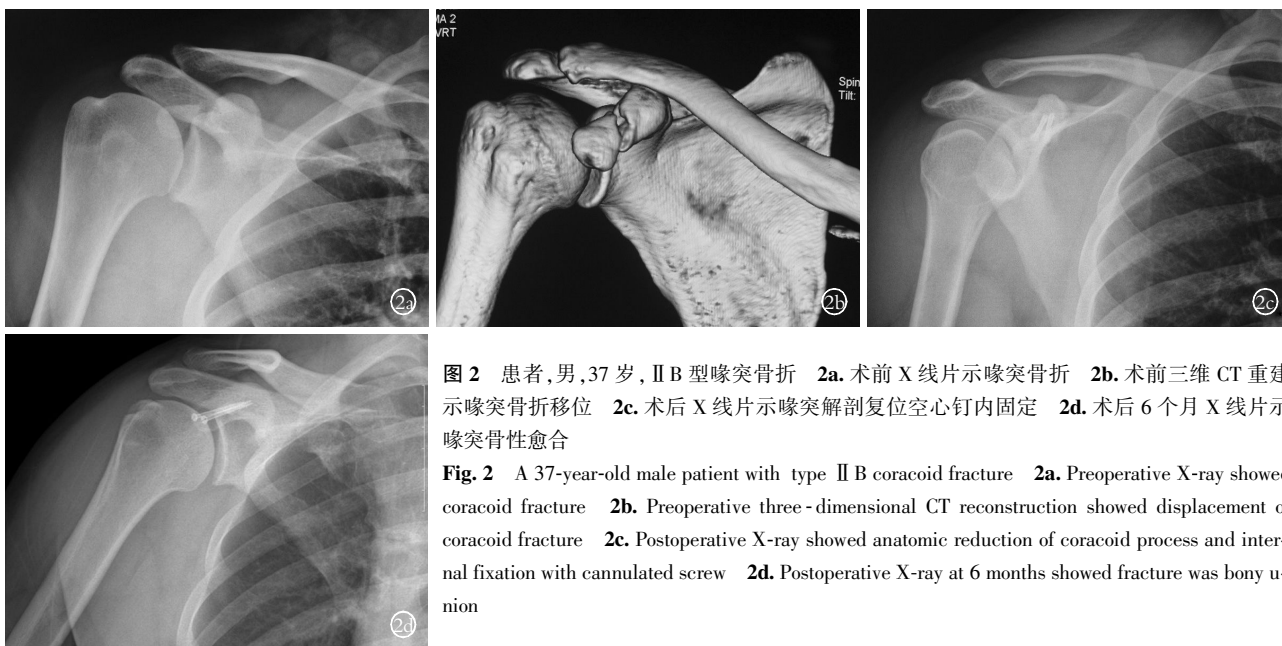 MA 2
VRT
Spin
Tilt:
2a
2b
2c
2d
图 2 患者,男,37 岁,ⅡB 型喙突骨折 2a. 术前 X 线片示喙突骨折 2b. 术前三维 CT 重建
示喙突骨折移位 2c. 术后 X 线片示喙突解剖复位空心钉内固定 2d. 术后 6 个月 X 线片示
喙突骨性愈合
Fig. 2 A 37-year-old male patient with type ⅡB coracoid fracture 2a. Preoperative X-ray showed
coracoid fracture 2b. Preoperative three-dimensional CT reconstruction showed displacement o
coracoid fracture 2c. Postoperative X-ray showed anatomic reduction of coracoid process and inter-
nal fixation with cannulated screw 2d. Postoperative X-ray at 6 months showed fracture was bony u-
nion